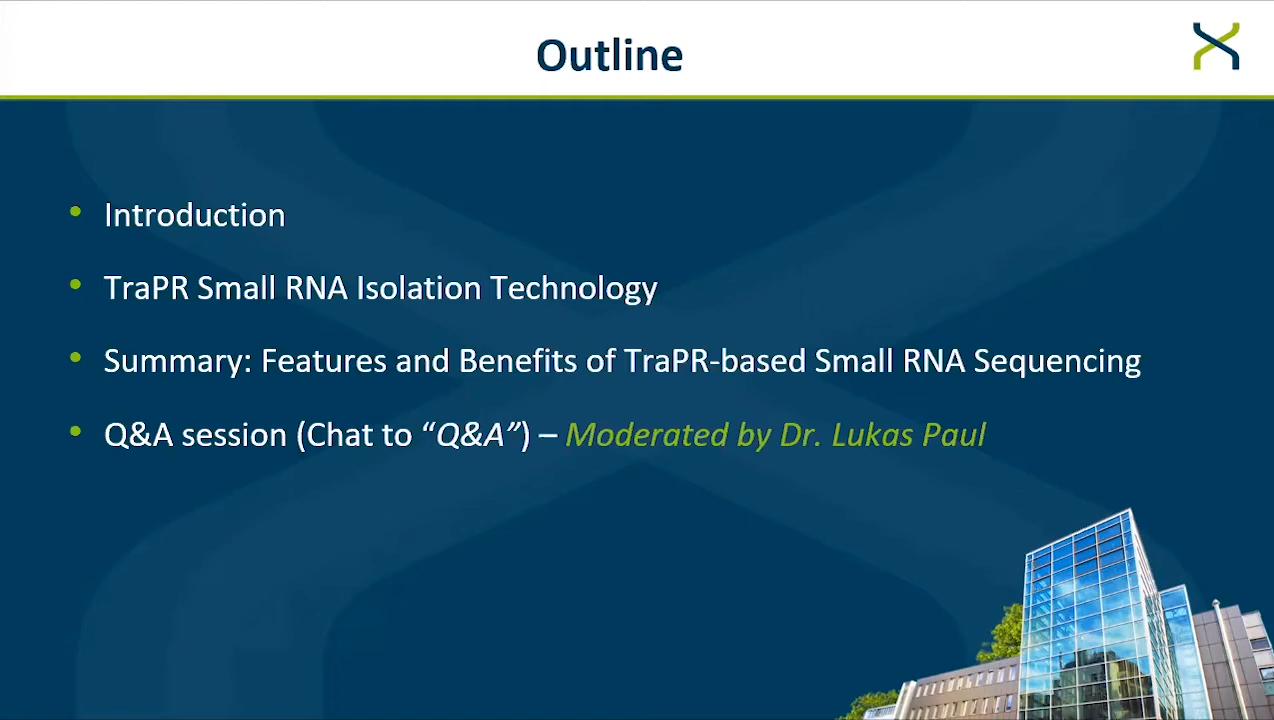 Outline
• Introduction
• TraPR Small RNA Isolation Technology
• Summary: Features and Benefits of TraPR-based Small RNA Sequencing
• Q&A session (Chat to “Q&A”) – Moderated by Dr. Lukas Paul